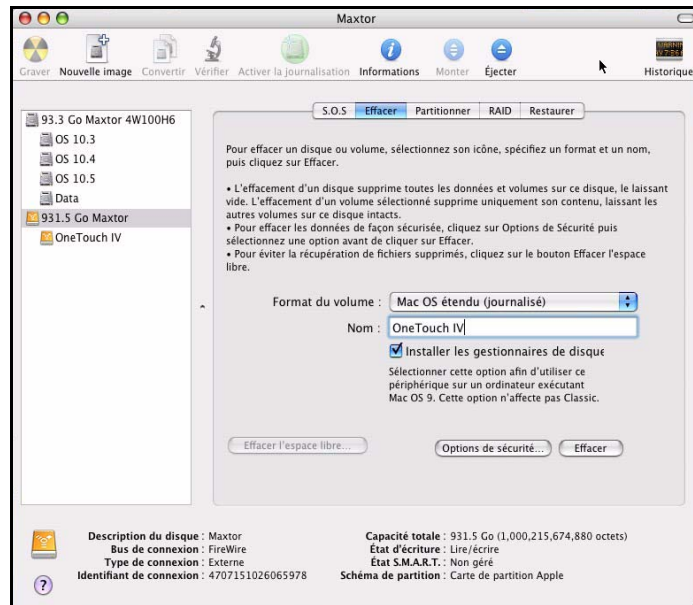 Maxtor
Graver Nouvelle image Convertir Vérifier Activer la journalisation Informations Monter Éjecter Historique
93.3 Go Maxtor 4W100H6
OS 10.3
OS 10.4
OS 10.5
Data
931.5 Go Maxtor
OneTouch IV
S.O.S Effacer Partitionner RAID Restaurer
Pour effacer un disque ou volume, sélectionnez son icône, spécifiez un format et un nom,
puis cliquez sur Effacer.
• L'effacement d'un disque supprime toutes les données et volumes sur ce disque, le laissant
vide. L'effacement d'un volume sélectionné supprime uniquement son contenu, laissant les
autres volumes sur ce disque intacts.
• Pour effacer les données de façon sécurisée, cliquez sur Options de Sécurité puis
sélectionnez une option avant de cliquer sur Effacer.
• Pour éviter la récupération de fichiers supprimés, cliquez sur le bouton Effacer l'espace
libre.
Format du volume : Mac OS étendu (journalisé)
Nom : OneTouch IV
Installer les gestionnaires de disque
Sélectionner cette option afin d'utiliser ce
périphérique sur un ordinateur exécutant
Mac OS 9. Cette option n'affecte pas Classic.
Effacer l'espace libre... Options de sécurité... Effacer
Description du disque : Maxtor
Bus de connexion : FireWire
Type de connexion : Externe
Identifiant de connexion : 4707151026065978
Capacité totale : 931.5 Go (1,000,215,674,880 octets)
État d'écriture : Lire/écrire
État S.M.A.R.T. : Non géré
Schéma de partition : Carte de partition Apple
?